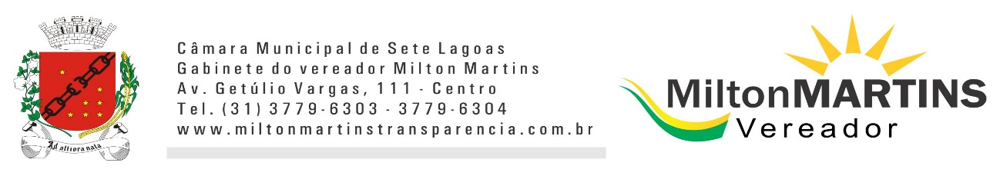 Câmara Municipal de Sete Lagoas
Gabinete do vereador Milton Martins
Av. Getúlio Vargas, 111 - Centro
Tel. (31) 3779-6303 - 3779-6304
www.miltonmartinstransparencia.com.br
Ad altiora nata
MiltonMARTINS
Vereador